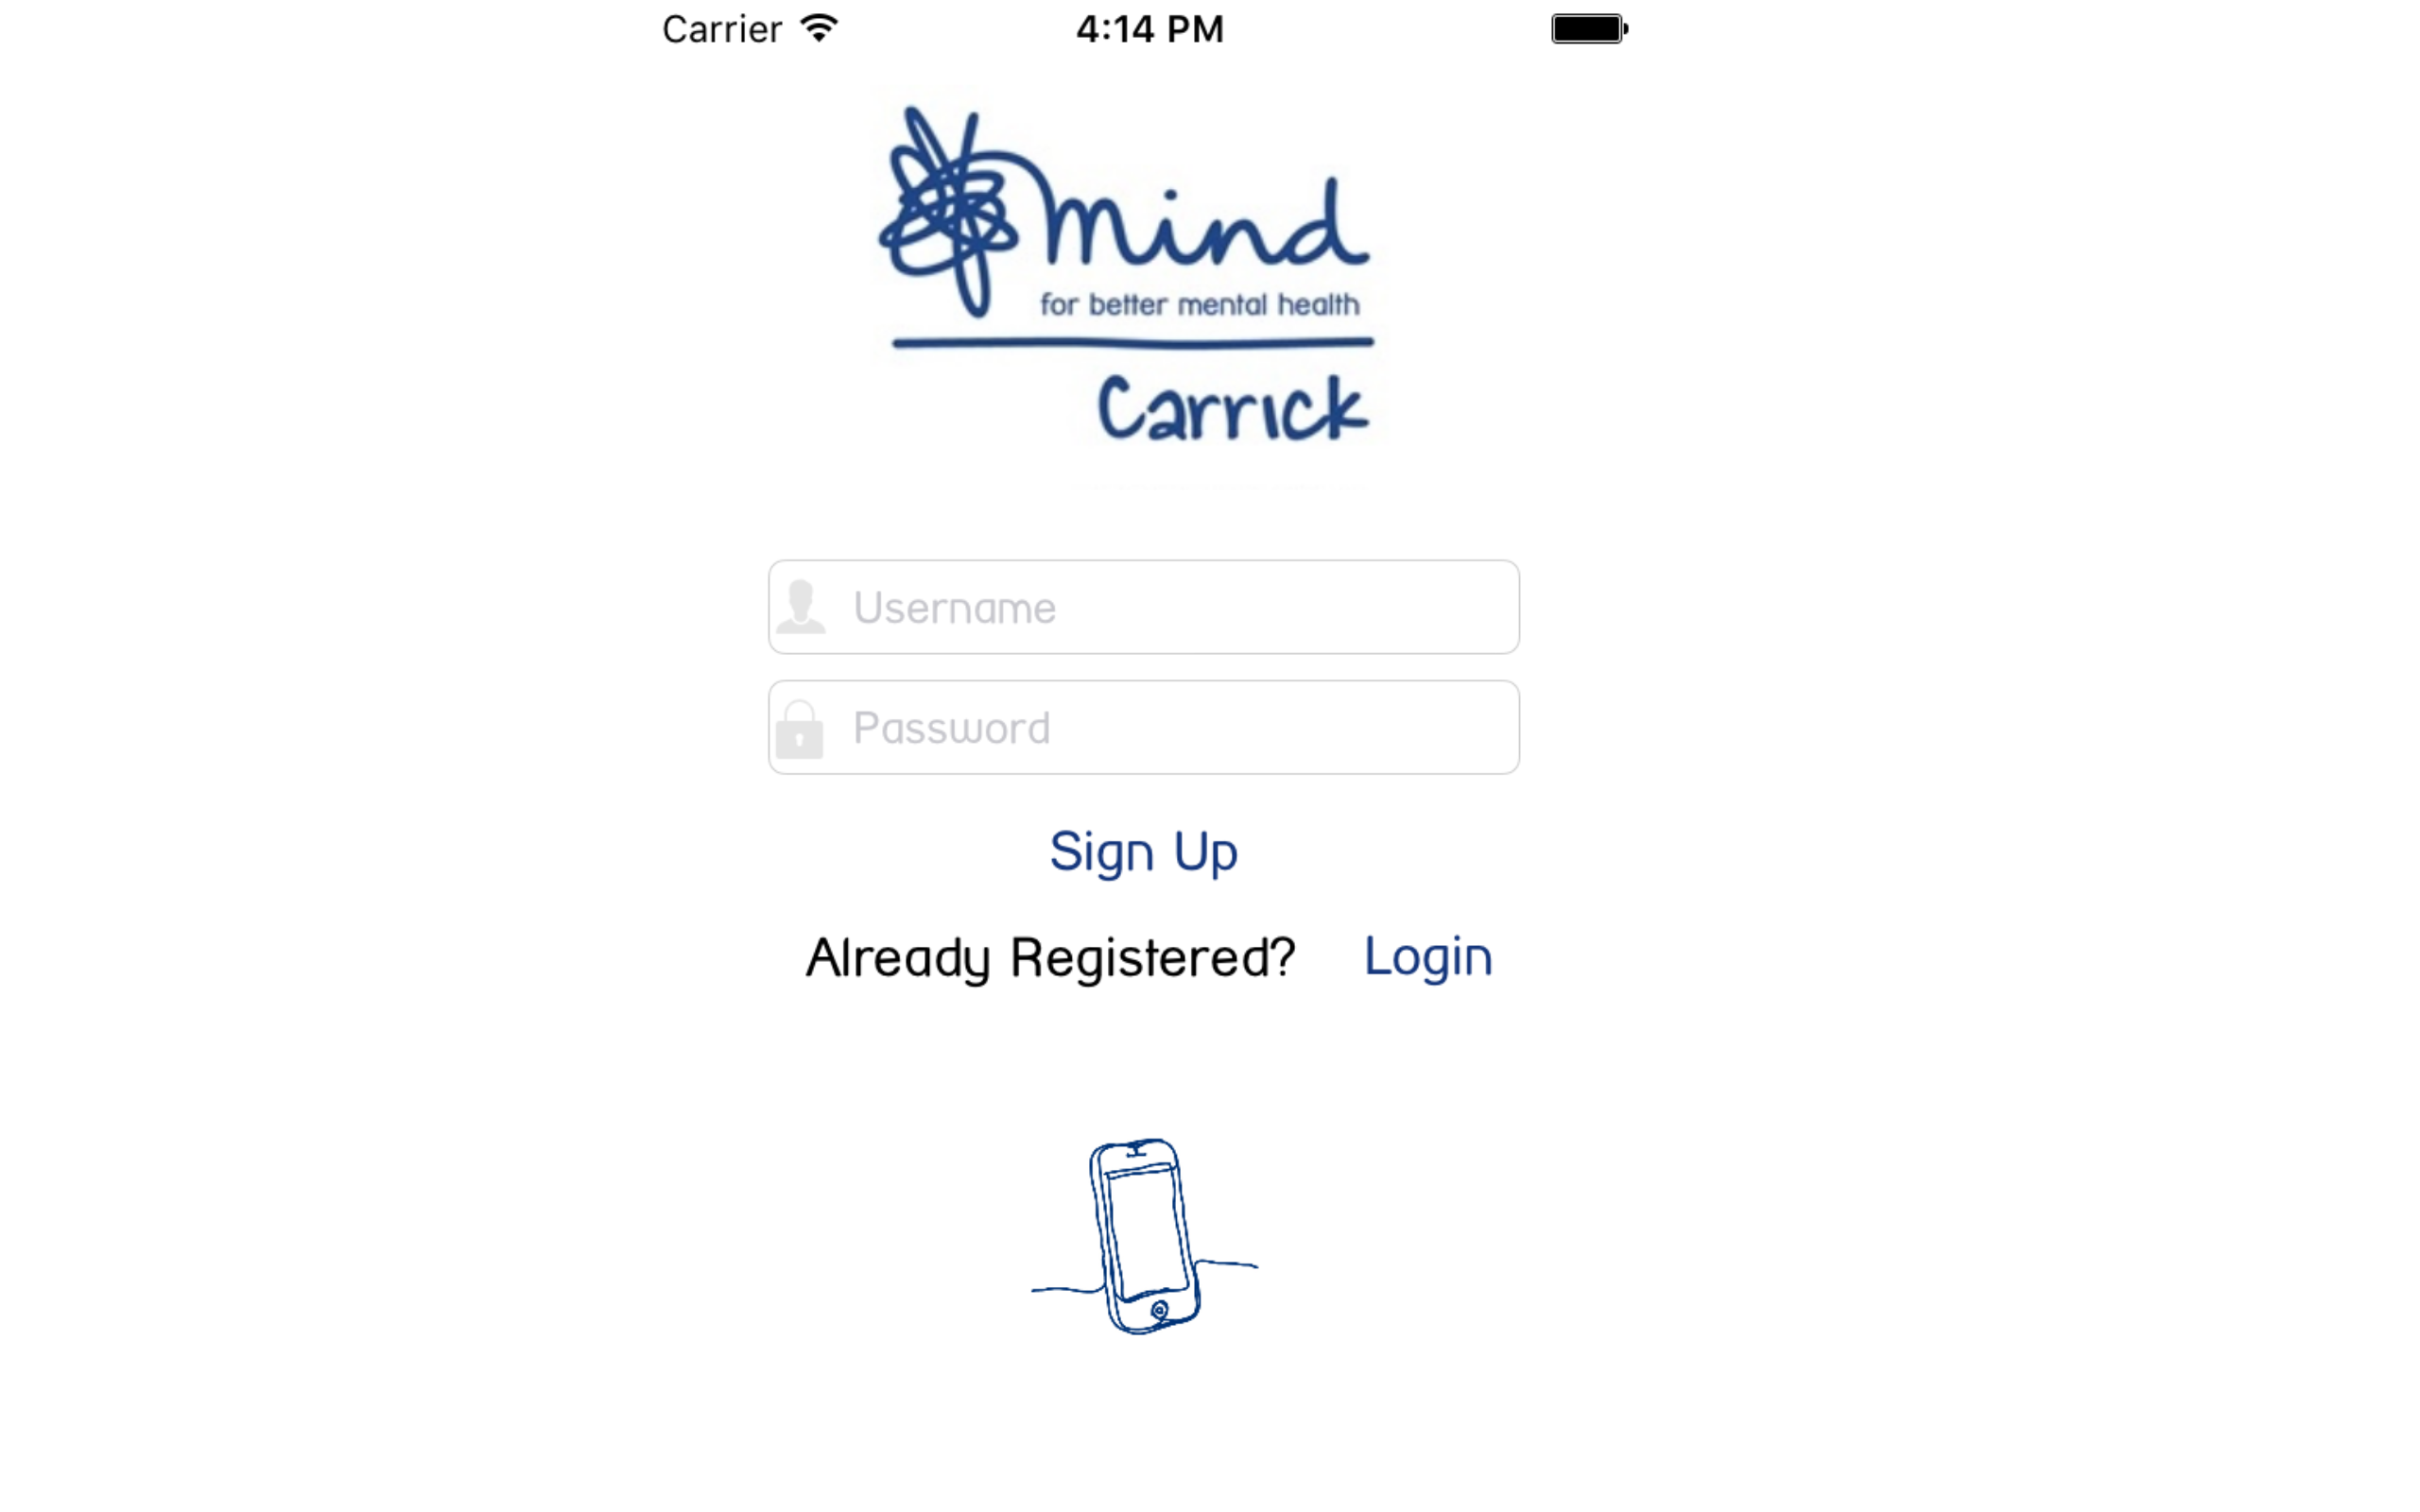 Carrier 4:14 PM
mind
for better mental health
Carrick
Username
Password
Sign Up
Already Registered? Login